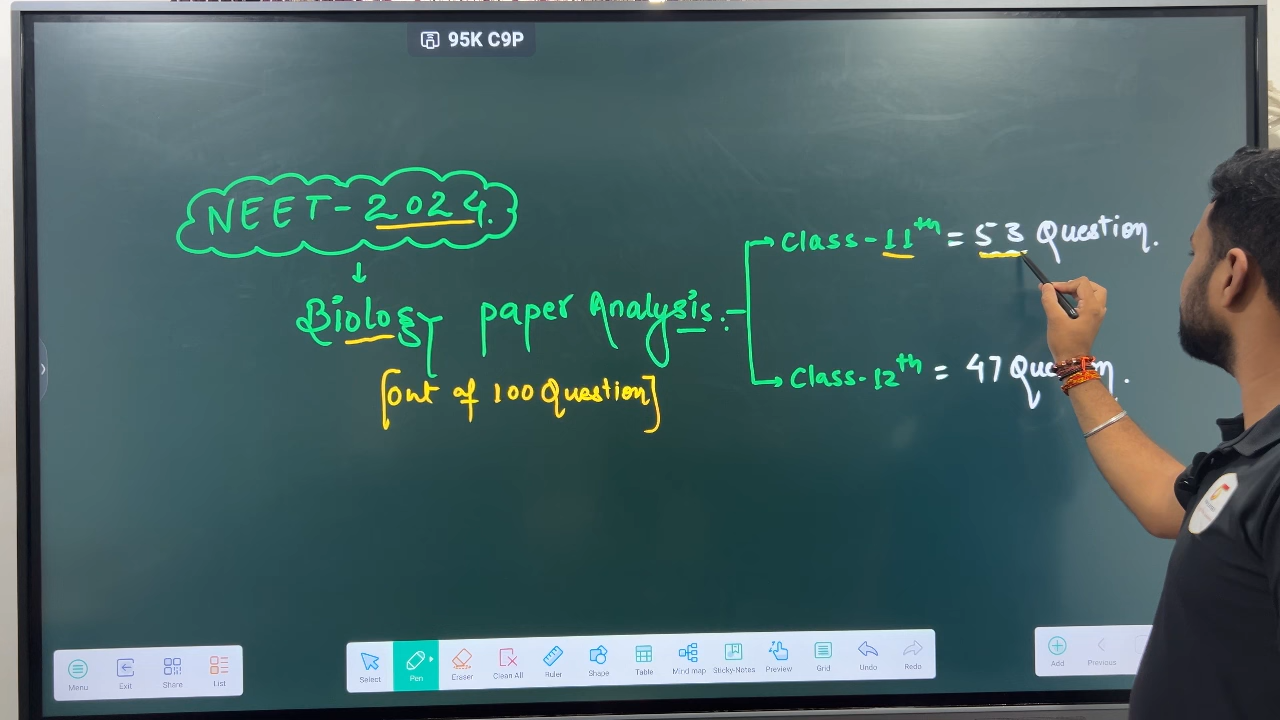 95K C9P
NEET-2024.
Class-11th = 53 Question.
Biology paper Analysis :-
Class-12th = 47
[out of 100 Question]
Menu Exit Share List
Select Pen Eraser Clean All Ruler Shape Table Mind map Sticky-Notes Preview Grid Undo Redo
Add Previous